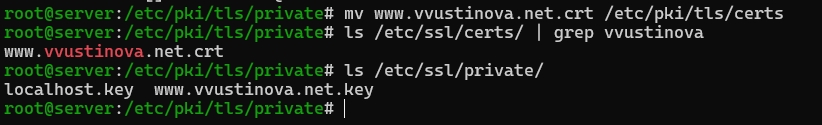 root@server:/etc/pki/tls/private# mv www.vvustinova.net.crt /etc/pki/tls/certs
root@server:/etc/pki/tls/private# ls /etc/ssl/certs/ | grep vvustinova
www.vvustinova.net.crt
root@server:/etc/pki/tls/private# ls /etc/ssl/private/
localhost.key  www.vvustinova.net.key
root@server:/etc/pki/tls/private#